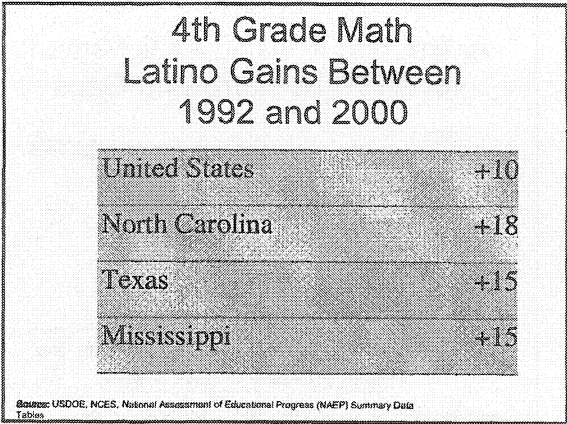 4th Grade Math
Latino Gains Between
1992 and 2000
United States +10
North Carolina +18
Texas +15
Mississippi +15
Source: USDOE, NCES, National Assessment of Educational Progress (NAEP) Summary Data
Tables